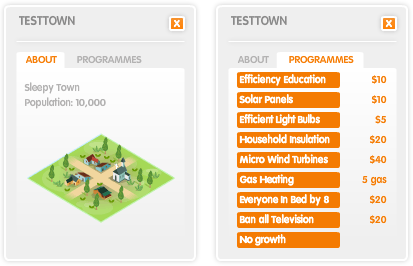 TESTTOWN
X
ABOUT PROGRAMMES
Sleepy Town
Population: 10,000
TESTTOWN
X
ABOUT PROGRAMMES
Efficiency Education $10
Solar Panels $10
Efficient Light Bulbs $5
Household Insulation $20
Micro Wind Turbines $40
Gas Heating 5 gas
Everyone In Bed by 8 $20
Ban all Television $20
No growth